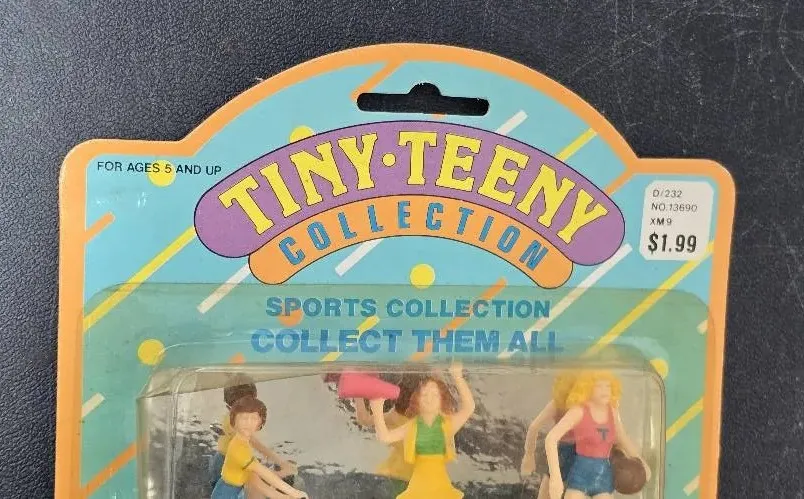 FOR AGES 5 AND UP
TINY·TEENY
COLLECTION
D/232
NO.13690
XM9
$1.99
SPORTS COLLECTION
COLLECT THEM ALL
T